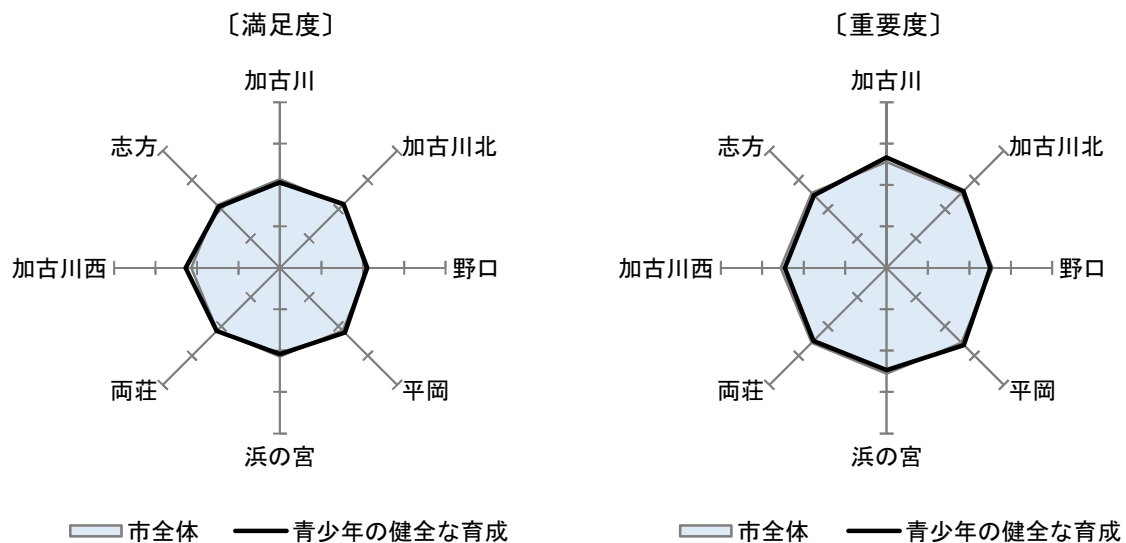 〔満足度〕
加古川
加古川北
野口
平岡
浜の宮
両荘
加古川西
志方
市全体
青少年の健全な育成
〔重要度〕
加古川
加古川北
野口
平岡
浜の宮
両荘
加古川西
志方
市全体
青少年の健全な育成